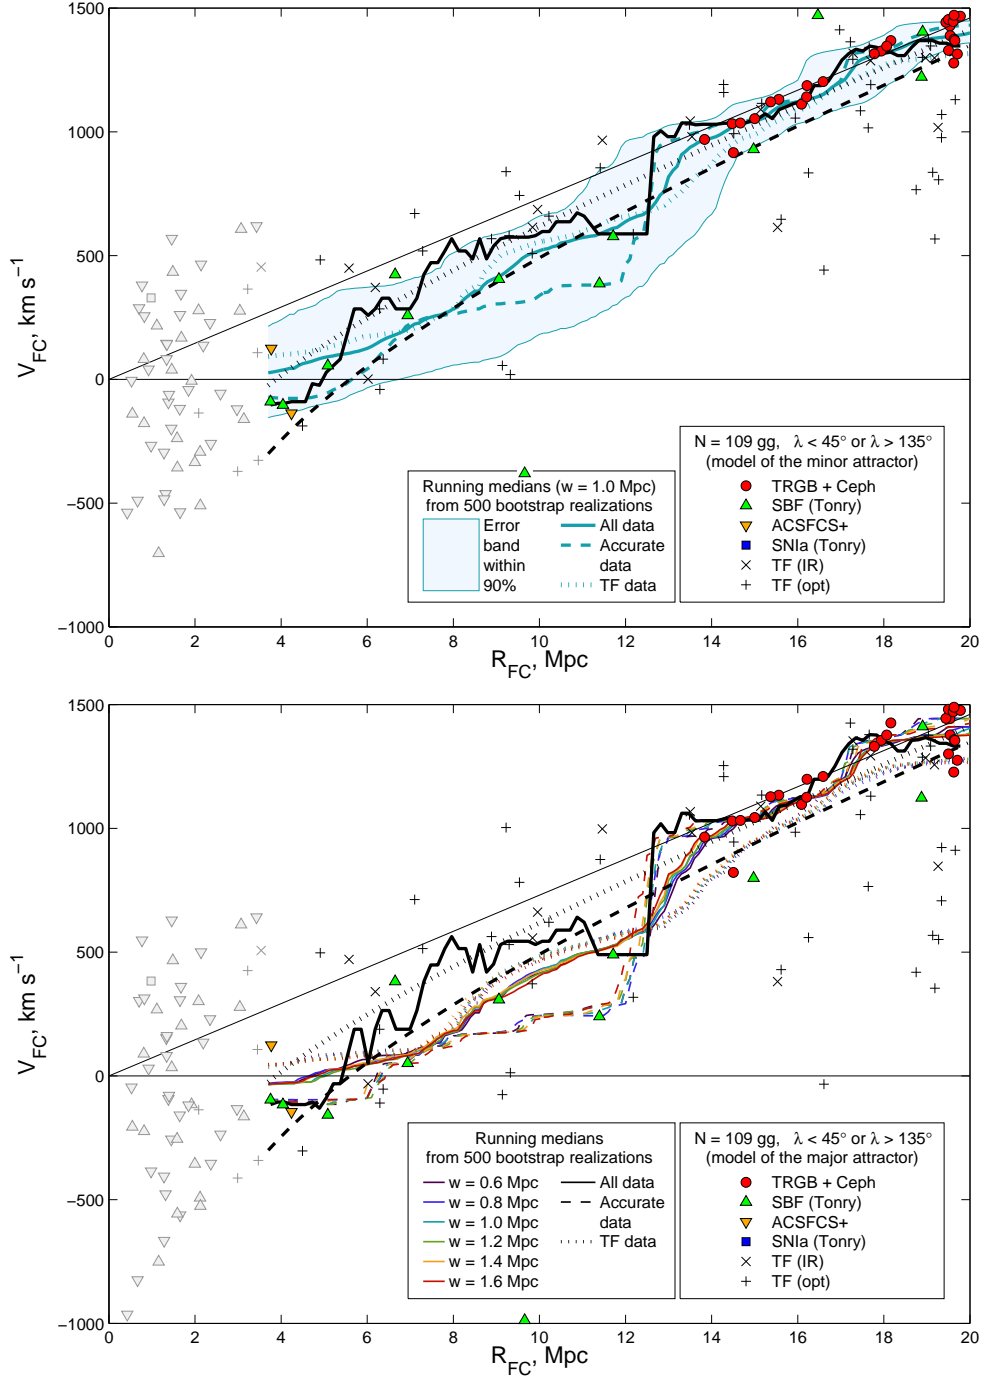 1500
1000
500
0
−500
−1000
V_FC, km s⁻¹
0 2 4 6 8 10 12 14 16 18 20
R_FC, Mpc
Running medians (w = 1.0 Mpc)
from 500 bootstrap realizations
Error
band
within
90%
All data
Accurate
data
TF data
N = 109 gg, λ < 45° or λ > 135°
(model of the minor attractor)
TRGB + Ceph
SBF (Tonry)
ACSFCS+
SNIa (Tonry)
TF (IR)
TF (opt)
1500
1000
500
0
−500
−1000
V_FC, km s⁻¹
0 2 4 6 8 10 12 14 16 18 20
R_FC, Mpc
Running medians
from 500 bootstrap realizations
w = 0.6 Mpc
w = 0.8 Mpc
w = 1.0 Mpc
w = 1.2 Mpc
w = 1.4 Mpc
w = 1.6 Mpc
All data
Accurate
data
TF data
N = 109 gg, λ < 45° or λ > 135°
(model of the major attractor)
TRGB + Ceph
SBF (Tonry)
ACSFCS+
SNIa (Tonry)
TF (IR)
TF (opt)